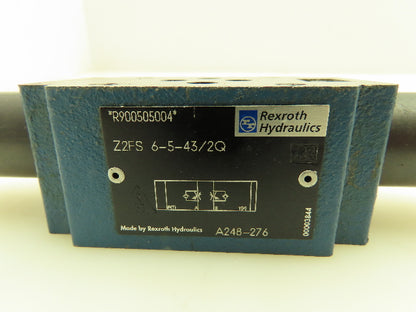 *R900505004*
Rexroth
Hydraulics
Z2FS 6-5-43/2Q
Made by Rexroth Hydraulics
A248-276
00003844